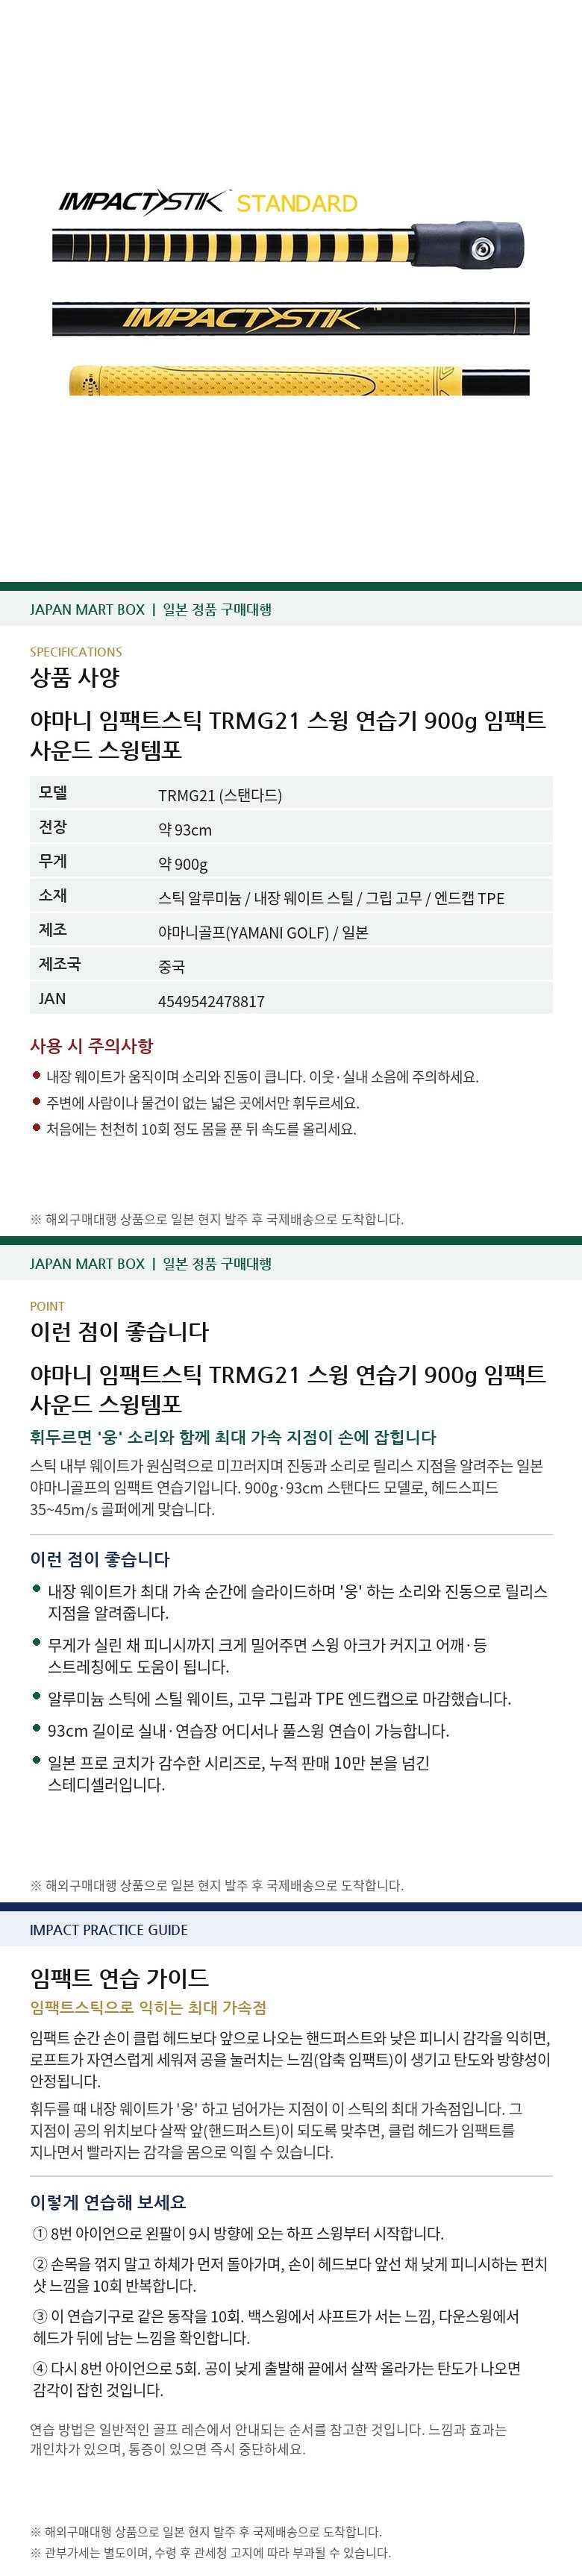 IMPACTSTIK™ STANDARD
IMPACTSTIK™
JAPAN MART BOX | 일본 정품 구매대행
SPECIFICATIONS
상품 사양
야마니 임팩트스틱 TRMG21 스윙 연습기 900g 임팩트
사운드 스윙템포
모델 TRMG21 (스탠다드)
전장 약 93cm
무게 약 900g
소재 스틱 알루미늄 / 내장 웨이트 스틸 / 그립 고무 / 엔드캡 TPE
제조 야마니골프(YAMANI GOLF) / 일본
제조국 중국
JAN 4549542478817
사용 시 주의사항
● 내장 웨이트가 움직이며 소리와 진동이 큽니다. 이웃·실내 소음에 주의하세요.
● 주변에 사람이나 물건이 없는 넓은 곳에서만 휘두르세요.
● 처음에는 천천히 10회 정도 몸을 푼 뒤 속도를 올리세요.
※ 해외구매대행 상품으로 일본 현지 발주 후 국제배송으로 도착합니다.
JAPAN MART BOX | 일본 정품 구매대행
POINT
이런 점이 좋습니다
야마니 임팩트스틱 TRMG21 스윙 연습기 900g 임팩트
사운드 스윙템포
휘두르면 '웅' 소리와 함께 최대 가속 지점이 손에 잡힙니다
스틱 내부 웨이트가 원심력으로 미끄러지며 진동과 소리로 릴리스 지점을 알려주는 일본
야마니골프의 임팩트 연습기입니다. 900g·93cm 스탠다드 모델로, 헤드스피드
35~45m/s 골퍼에게 맞습니다.
이런 점이 좋습니다
● 내장 웨이트가 최대 가속 순간에 슬라이드하며 '웅' 하는 소리와 진동으로 릴리스
지점을 알려줍니다.
● 무게가 실린 채 피니시까지 크게 밀어주면 스윙 아크가 커지고 어깨·등
스트레칭에도 도움이 됩니다.
● 알루미늄 스틱에 스틸 웨이트, 고무 그립과 TPE 엔드캡으로 마감했습니다.
● 93cm 길이로 실내·연습장 어디서나 풀스윙 연습이 가능합니다.
● 일본 프로 코치가 감수한 시리즈로, 누적 판매 10만 본을 넘긴
스테디셀러입니다.
※ 해외구매대행 상품으로 일본 현지 발주 후 국제배송으로 도착합니다.
IMPACT PRACTICE GUIDE
임팩트 연습 가이드
임팩트스틱으로 익히는 최대 가속점
임팩트 순간 손이 클럽 헤드보다 앞으로 나오는 핸드퍼스트와 낮은 피니시 감각을 익히면,
로프트가 자연스럽게 세워져 공을 눌러치는 느낌(압축 임팩트)이 생기고 탄도와 방향성이
안정됩니다.
휘두를 때 내장 웨이트가 '웅' 하고 넘어가는 지점이 이 스틱의 최대 가속점입니다. 그
지점이 공의 위치보다 살짝 앞(핸드퍼스트)이 되도록 맞추면, 클럽 헤드가 임팩트를
지나면서 빨라지는 감각을 몸으로 익힐 수 있습니다.
이렇게 연습해 보세요
① 8번 아이언으로 왼팔이 9시 방향에 오는 하프 스윙부터 시작합니다.
② 손목을 꺾지 말고 하체가 먼저 돌아가며, 손이 헤드보다 앞선 채 낮게 피니시하는 펀치
샷 느낌을 10회 반복합니다.
③ 이 연습기구로 같은 동작을 10회. 백스윙에서 샤프트가 서는 느낌, 다운스윙에서
헤드가 뒤에 남는 느낌을 확인합니다.
④ 다시 8번 아이언으로 5회. 공이 낮게 출발해 끝에서 살짝 올라가는 탄도가 나오면
감각이 잡힌 것입니다.
연습 방법은 일반적인 골프 레슨에서 안내되는 순서를 참고한 것입니다. 느낌과 효과는
개인차가 있으며, 통증이 있으면 즉시 중단하세요.
※ 해외구매대행 상품으로 일본 현지 발주 후 국제배송으로 도착합니다.
※ 관부가세는 별도이며, 수령 후 관세청 고지에 따라 부과될 수 있습니다.